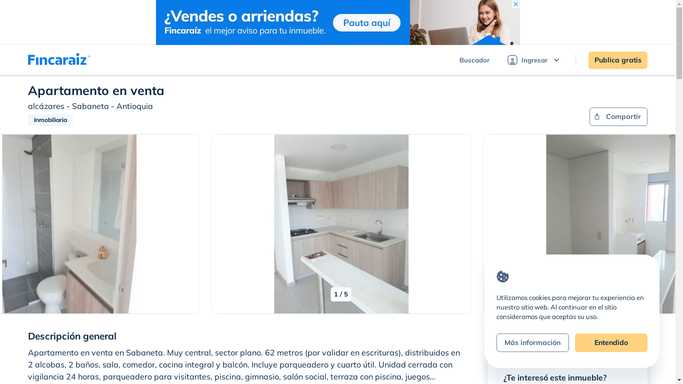 ¿Vendes o arriendas?
Fincaraíz el mejor aviso para tu inmueble.
Pauta aquí
Fincaraíz
Buscador
Ingresar
Publica gratis
Apartamento en venta
alcázares - Sabaneta - Antioquia
Inmobiliaria
Compartir
1 / 5
Utilizamos cookies para mejorar tu experiencia en
nuestro sitio web. Al continuar en el sitio
consideramos que aceptas su uso.
Más información
Entendido
Descripción general
Apartamento en venta en Sabaneta. Muy central, sector plano. 62 metros (por validar en escrituras), distribuidos en
2 alcobas, 2 baños, sala, comedor, cocina integral y balcón. Incluye parqueadero y cuarto útil. Unidad cerrada con
vigilancia 24 horas, parqueadero para visitantes, piscina, gimnasio, salón social, terraza con piscina, juegos...
¿Te interesó este inmueble?